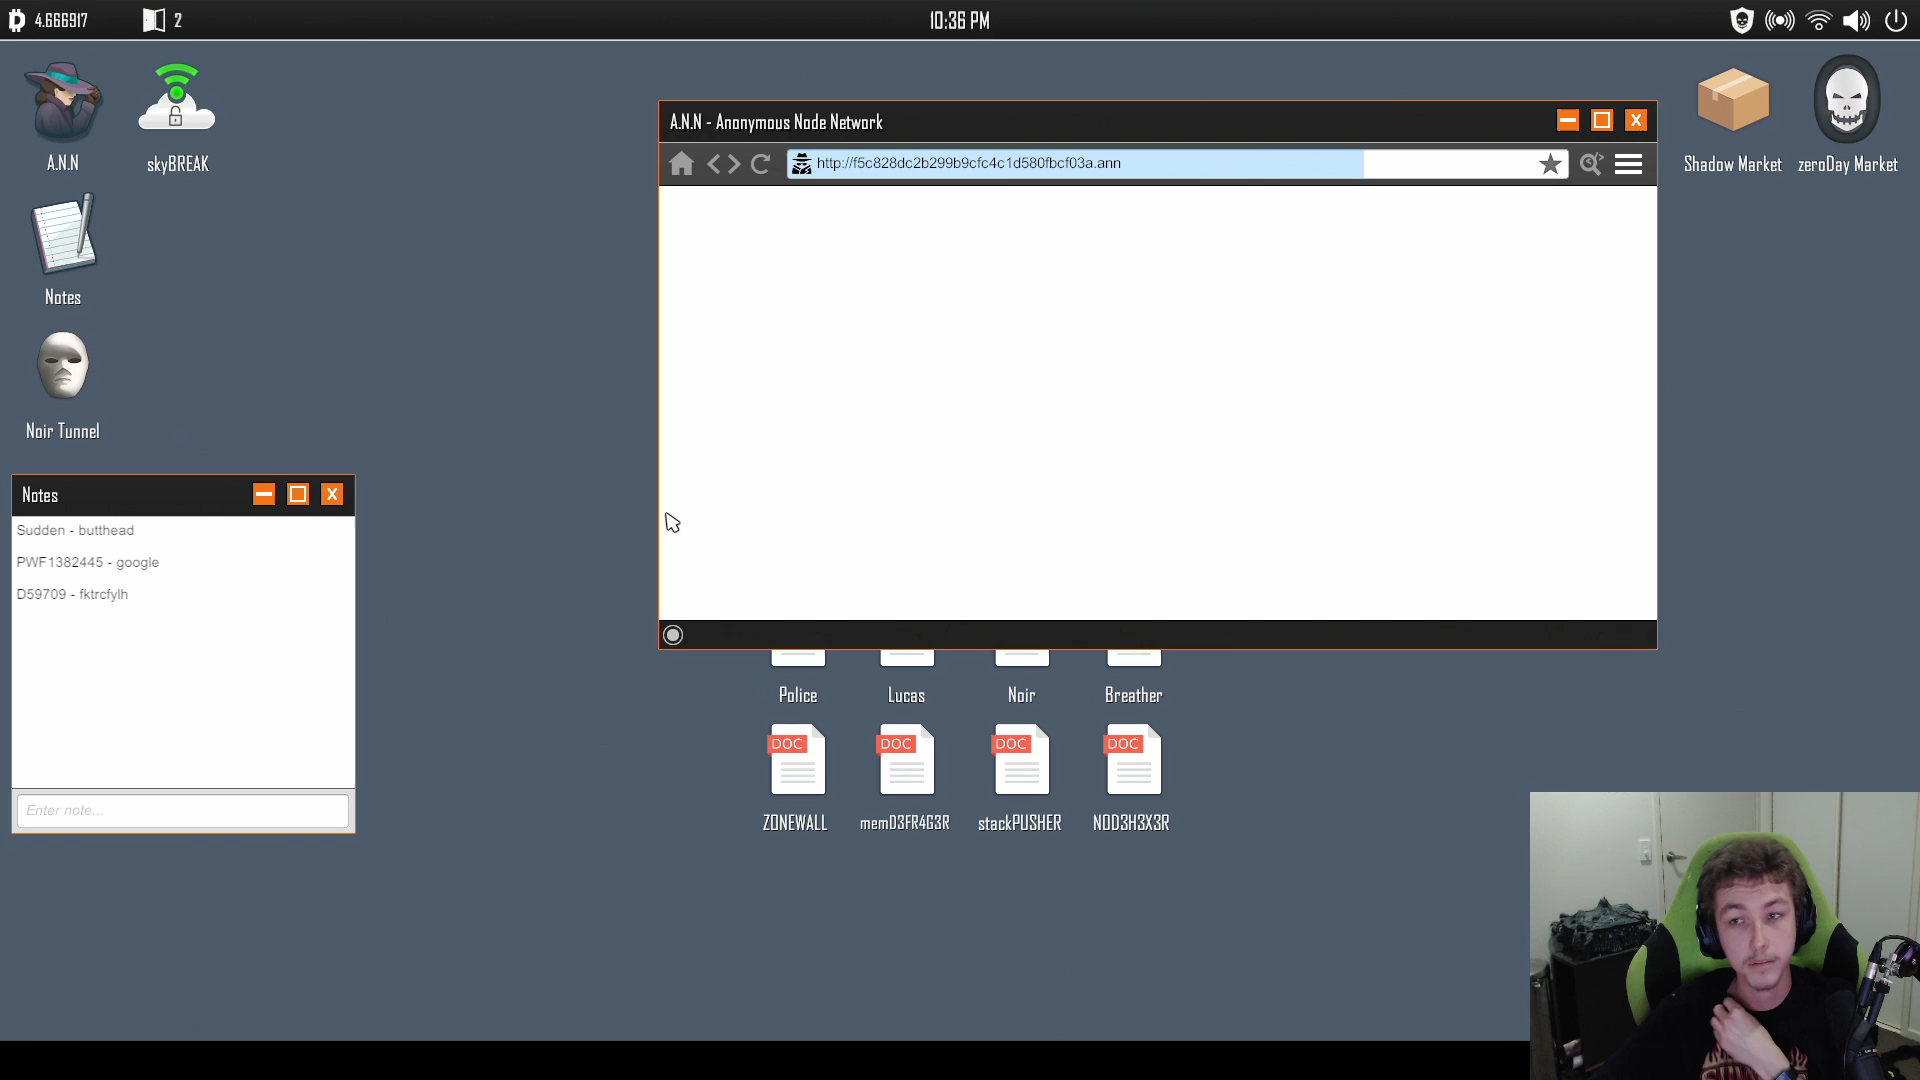 4.666917
2
10:36 PM
A.N.N
skyBREAK
Notes
Noir Tunnel
Shadow Market
zeroDay Market
A.N.N - Anonymous Node Network
X
http://f5c828dc2b299b9cfc4c1d580fbcf03a.ann
Notes
X
Sudden - butthead
PWF1382445 - google
D59709 - fktrcfylh
Enter note...
Police
Lucas
Noir
Breather
DOC
DOC
DOC
DOC
ZONEWALL
memD3FR4G3R
stackPUSHER
NOD3H3X3R